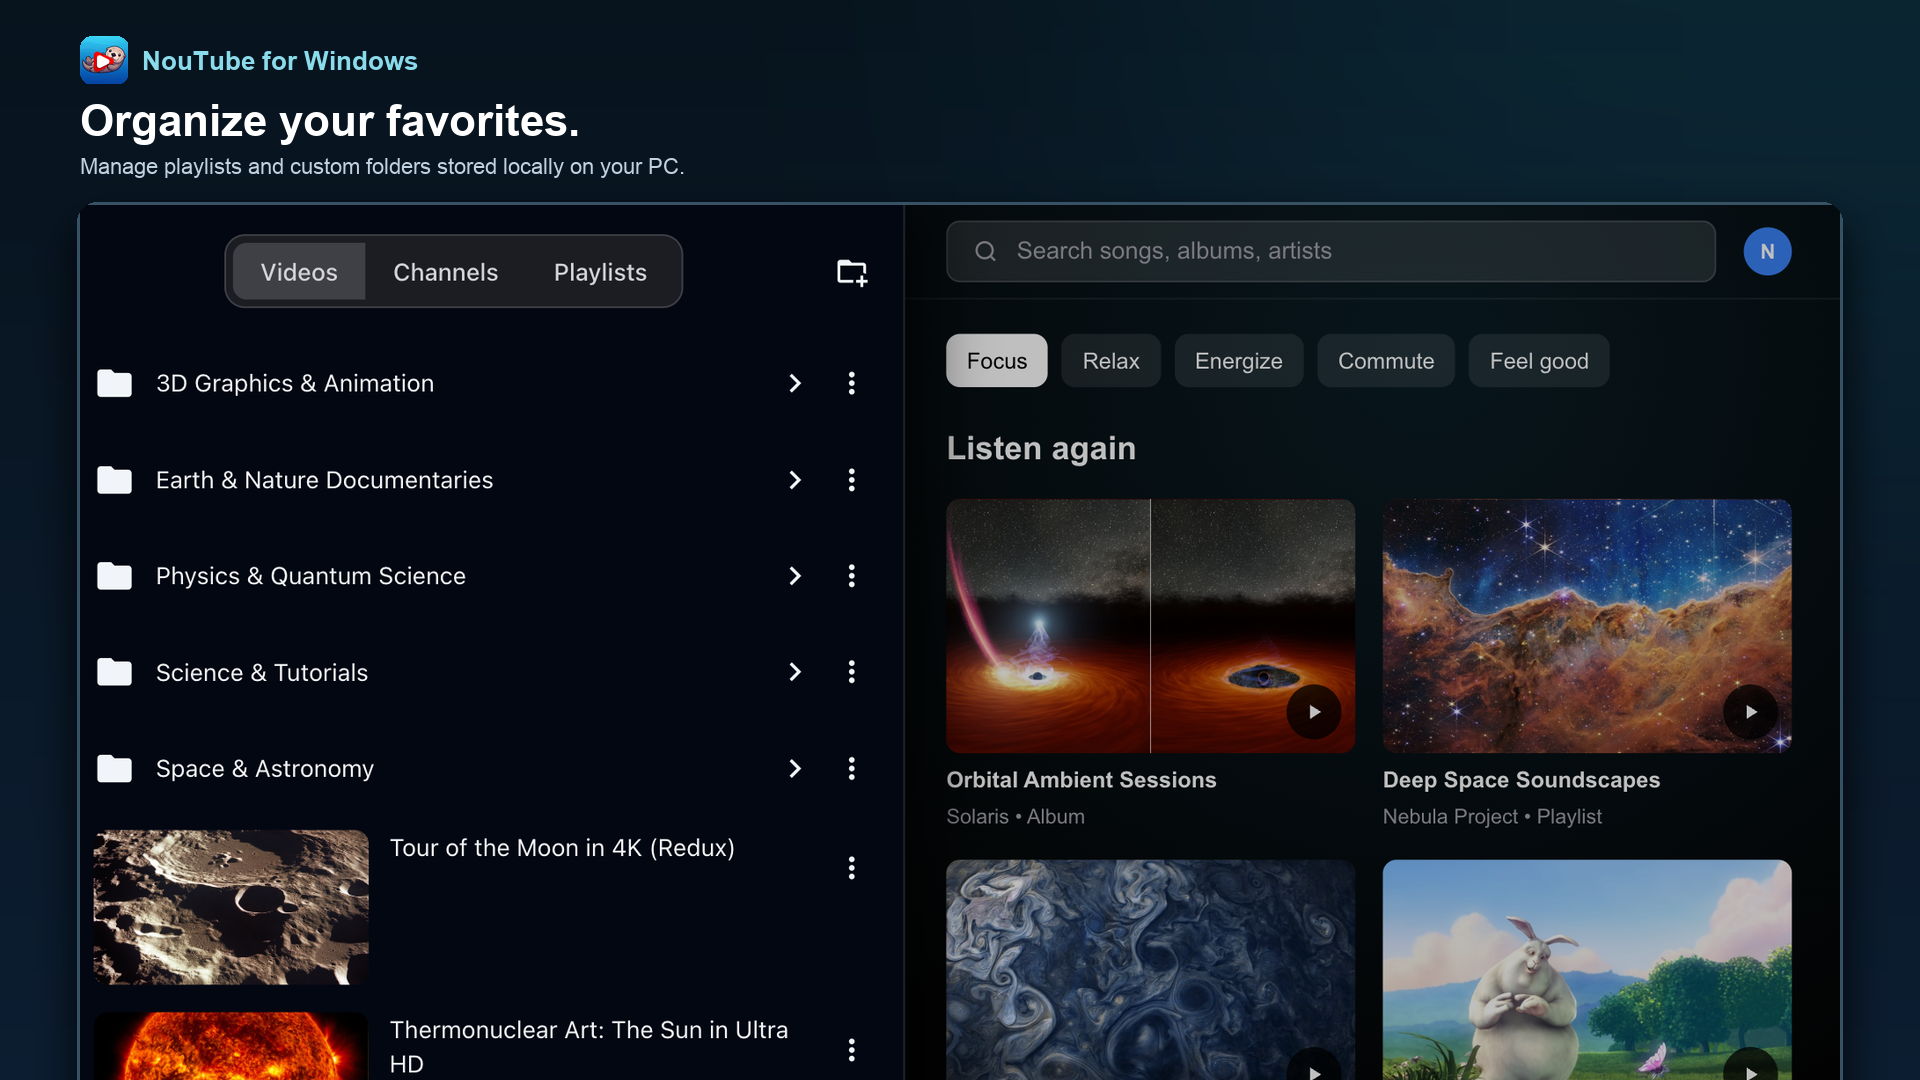 NouTube for Windows
Organize your favorites.
Manage playlists and custom folders stored locally on your PC.
Videos
Channels
Playlists
3D Graphics & Animation
Earth & Nature Documentaries
Physics & Quantum Science
Science & Tutorials
Space & Astronomy
Tour of the Moon in 4K (Redux)
Thermonuclear Art: The Sun in Ultra
HD
Search songs, albums, artists
N
Focus
Relax
Energize
Commute
Feel good
Listen again
Orbital Ambient Sessions
Solaris • Album
Deep Space Soundscapes
Nebula Project • Playlist